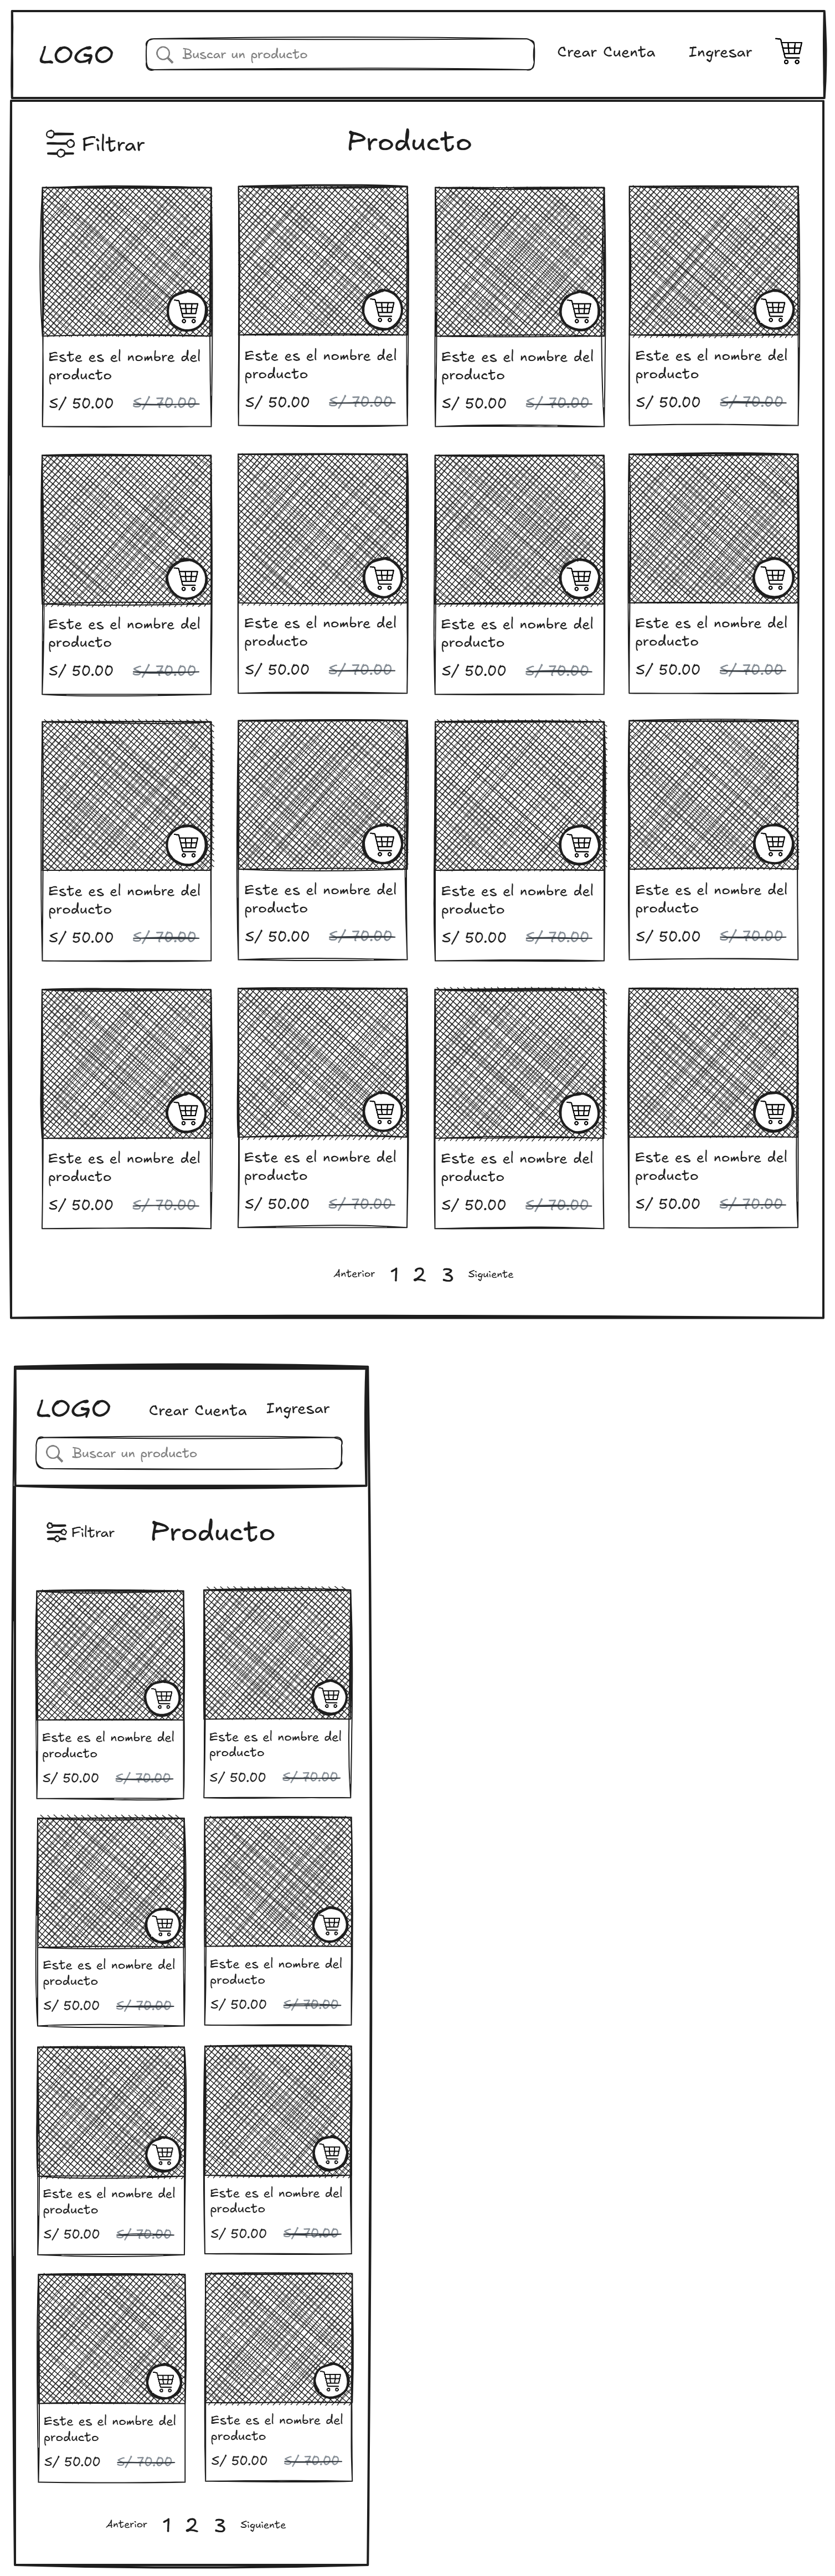 LOGO
Buscar un producto
Crear Cuenta
Ingresar
Filtrar
Producto
Este es el nombre del
producto
S/ 50.00 S/ 70.00
Este es el nombre del
producto
S/ 50.00 S/ 70.00
Este es el nombre del
producto
S/ 50.00 S/ 70.00
Este es el nombre del
producto
S/ 50.00 S/ 70.00
Este es el nombre del
producto
S/ 50.00 S/ 70.00
Este es el nombre del
producto
S/ 50.00 S/ 70.00
Este es el nombre del
producto
S/ 50.00 S/ 70.00
Este es el nombre del
producto
S/ 50.00 S/ 70.00
Este es el nombre del
producto
S/ 50.00 S/ 70.00
Este es el nombre del
producto
S/ 50.00 S/ 70.00
Este es el nombre del
producto
S/ 50.00 S/ 70.00
Este es el nombre del
producto
S/ 50.00 S/ 70.00
Este es el nombre del
producto
S/ 50.00 S/ 70.00
Este es el nombre del
producto
S/ 50.00 S/ 70.00
Este es el nombre del
producto
S/ 50.00 S/ 70.00
Este es el nombre del
producto
S/ 50.00 S/ 70.00
Anterior 1 2 3 Siguiente
LOGO
Crear Cuenta
Ingresar
Buscar un producto
Filtrar
Producto
Este es el nombre del
producto
S/ 50.00 S/ 70.00
Este es el nombre del
producto
S/ 50.00 S/ 70.00
Este es el nombre del
producto
S/ 50.00 S/ 70.00
Este es el nombre del
producto
S/ 50.00 S/ 70.00
Este es el nombre del
producto
S/ 50.00 S/ 70.00
Este es el nombre del
producto
S/ 50.00 S/ 70.00
Este es el nombre del
producto
S/ 50.00 S/ 70.00
Este es el nombre del
producto
S/ 50.00 S/ 70.00
Anterior 1 2 3 Siguiente